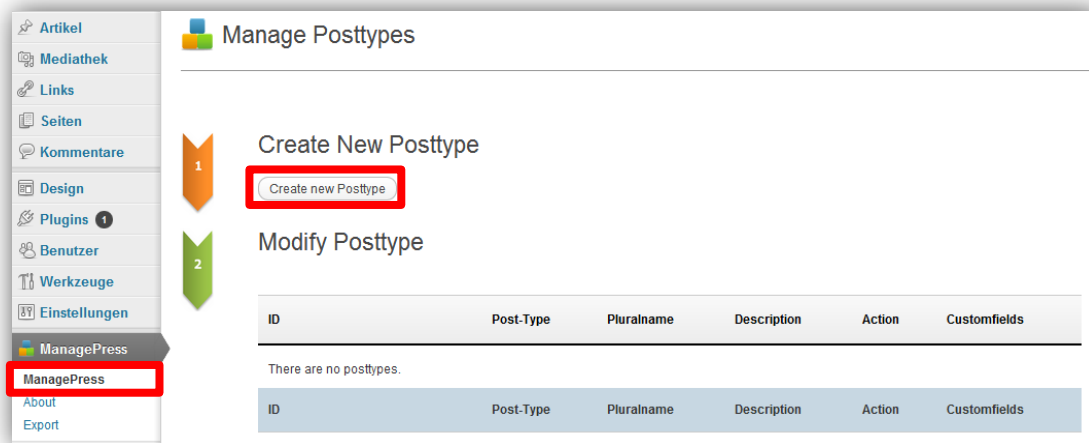 Artikel
Mediathek
Links
Seiten
Kommentare
Design
Plugins 1
Benutzer
Werkzeuge
Einstellungen
ManagePress
ManagePress
About
Export
Manage Posttypes
1
Create New Posttype
Create new Posttype
2
Modify Posttype
ID Post-Type Pluralname Description Action Customfields
There are no posttypes.
ID Post-Type Pluralname Description Action Customfields